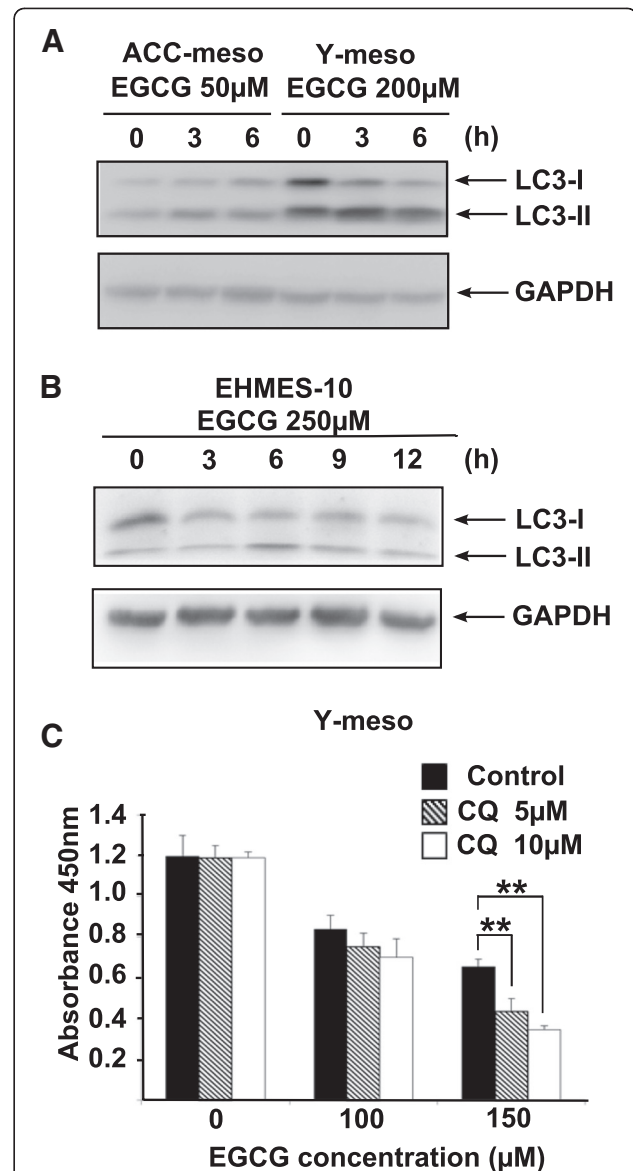 A
ACC-meso Y-meso
EGCG 50µM EGCG 200µM
0 3 6 0 3 6 (h)
LC3-I
LC3-II
GAPDH
B
EHMES-10
EGCG 250µM
0 3 6 9 12 (h)
LC3-I
LC3-II
GAPDH
C
Y-meso
Control
CQ 5µM
CQ 10µM
Absorbance 450nm
1.4
1.2
1.0
0.8
0.6
0.4
0.2
**
**
0 100 150
EGCG concentration (µM)